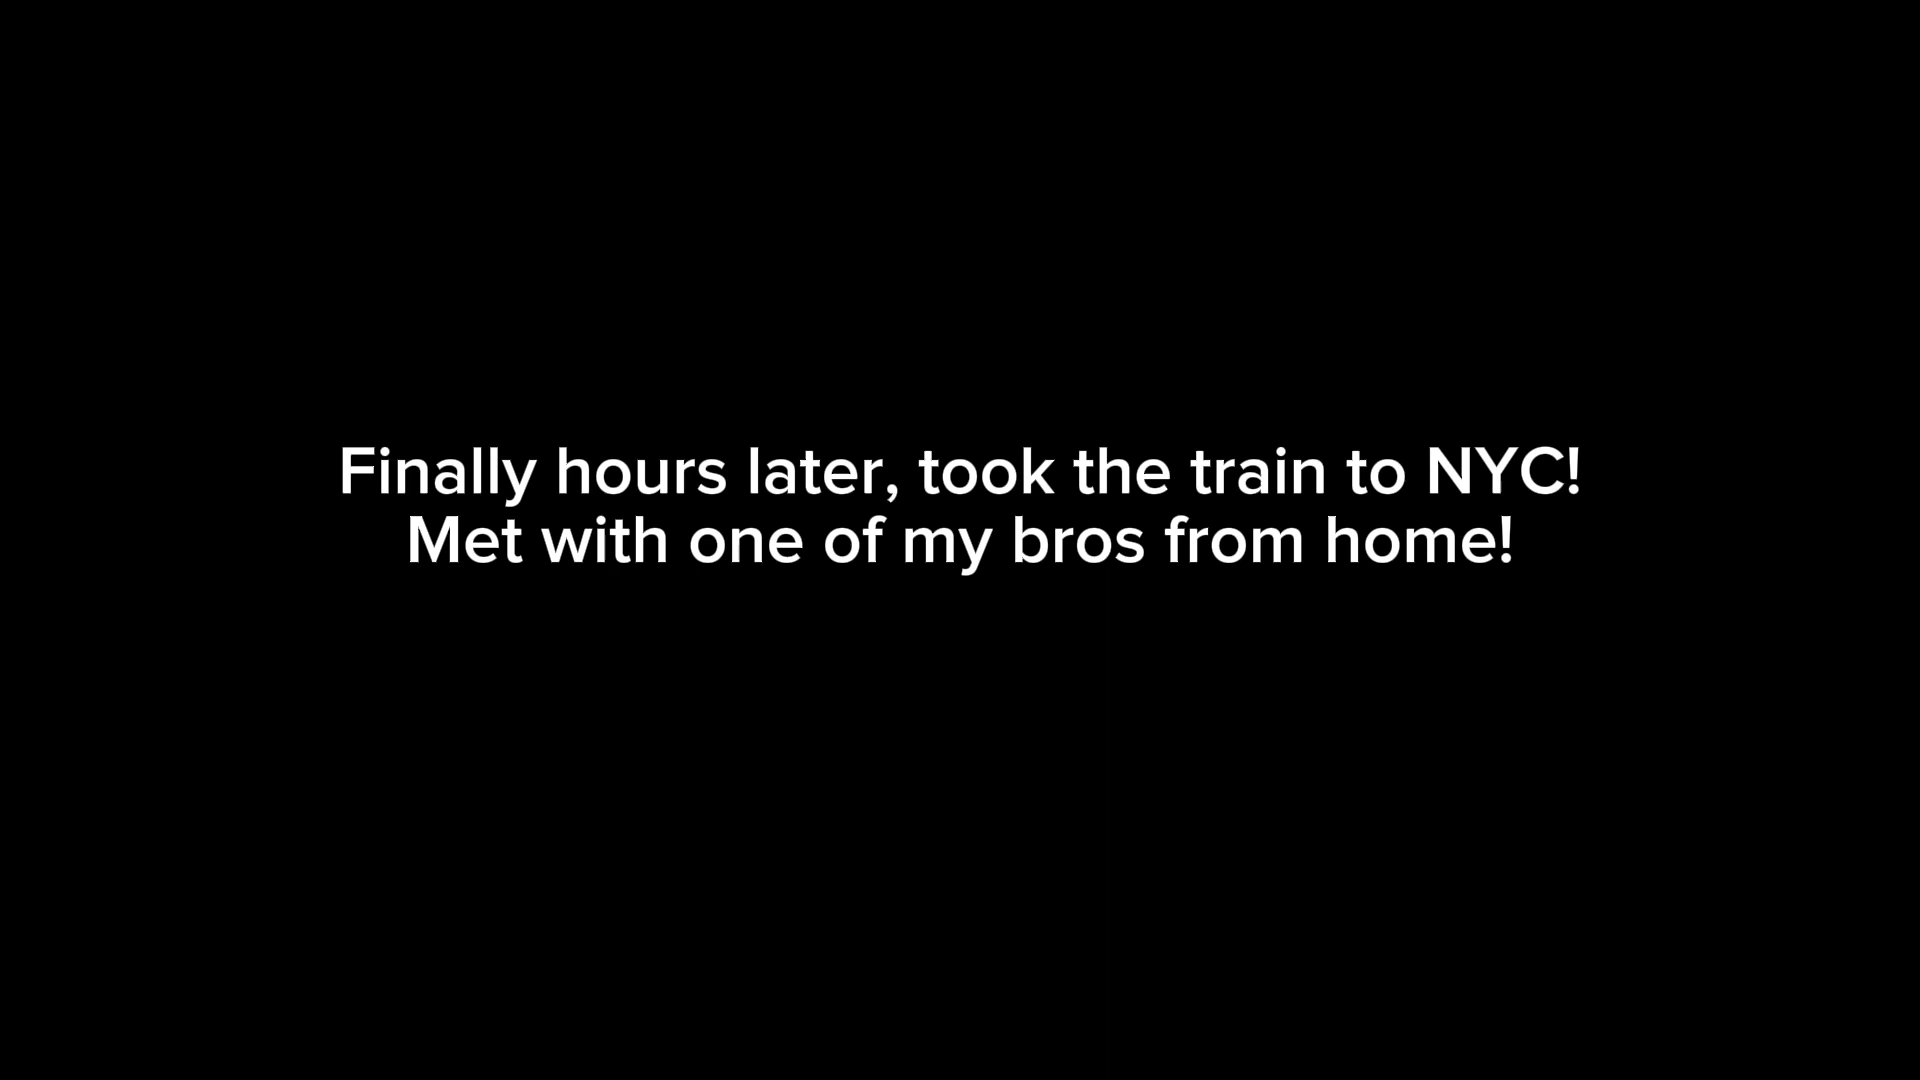 Finally hours later, took the train to NYC!
Met with one of my bros from home!